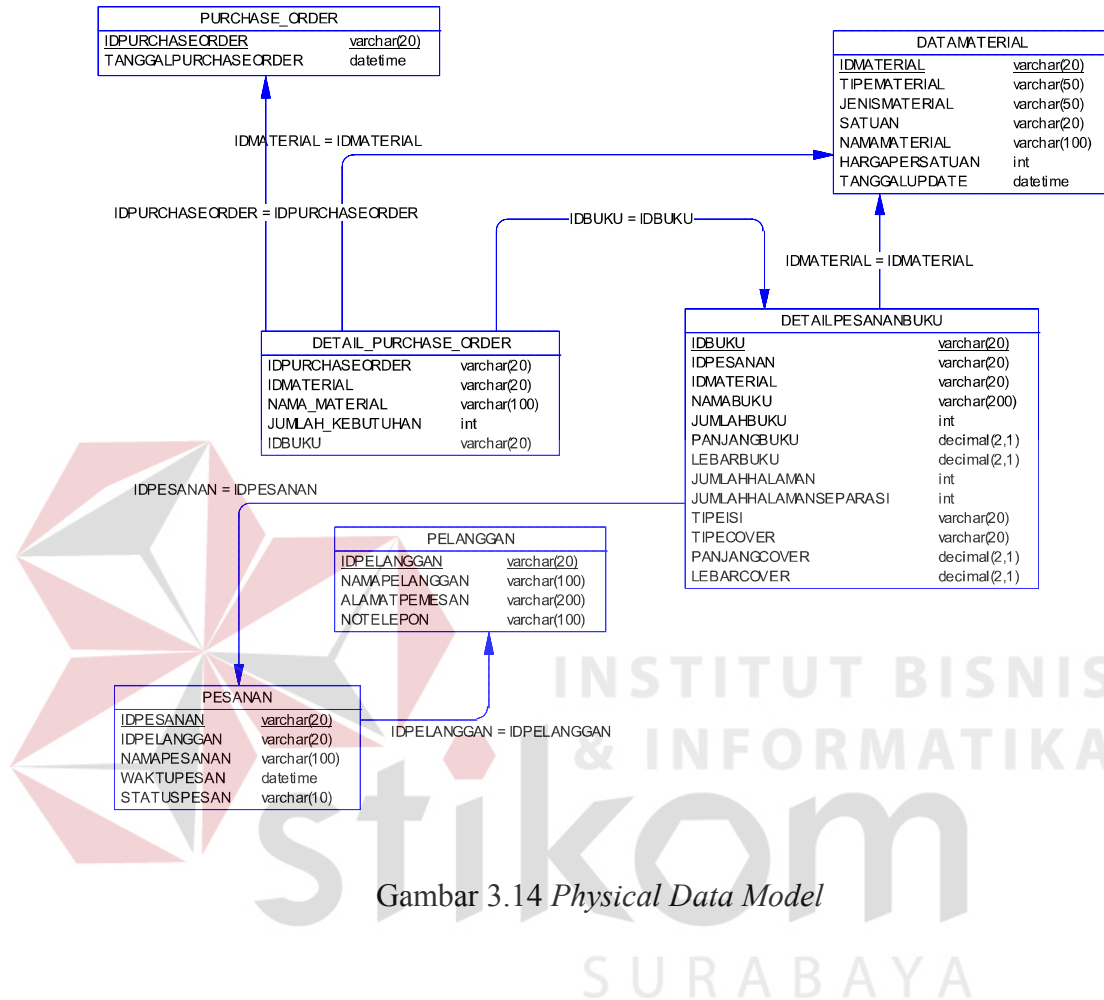 PURCHASE_ORDER
IDPURCHASEORDER varchar(20)
TANGGALPURCHASEORDER datetime
DATAMATERIAL
IDMATERIAL varchar(20)
TIPEMATERIAL varchar(50)
JENISMATERIAL varchar(50)
SATUAN varchar(20)
NAMAMATERIAL varchar(100)
HARGAPERSATUAN int
TANGGALUPDATE datetime
IDMATERIAL = IDMATERIAL
IDPURCHASEORDER = IDPURCHASEORDER
IDBUKU = IDBUKU
IDMATERIAL = IDMATERIAL
DETAIL_PURCHASE_ORDER
IDPURCHASEORDER varchar(20)
IDMATERIAL varchar(20)
NAMA_MATERIAL varchar(100)
JUMLAH_KEBUTUHAN int
IDBUKU varchar(20)
DETAILPESANANBUKU
IDBUKU varchar(20)
IDPESANAN varchar(20)
IDMATERIAL varchar(20)
NAMABUKU varchar(200)
JUMLAHBUKU int
PANJANGBUKU decimal(2,1)
LEBARBUKU decimal(2,1)
JUMLAHHALAMAN int
JUMLAHHALAMANSEPARASI int
TIPEISI varchar(20)
TIPECOVER varchar(20)
PANJANGCOVER decimal(2,1)
LEBARCOVER decimal(2,1)
IDPESANAN = IDPESANAN
PELANGGAN
IDPELANGGAN varchar(20)
NAMAPELANGGAN varchar(100)
ALAMATPEMESAN varchar(200)
NOTELEPON varchar(100)
PESANAN
IDPESANAN varchar(20)
IDPELANGGAN varchar(20)
NAMAPESANAN varchar(100)
WAKTUPESAN datetime
STATUSPESAN varchar(10)
IDPELANGGAN = IDPELANGGAN
INSTITUT BISNIS
& INFORMATIKA
stikom
SURABAYA
Gambar 3.14 Physical Data Model